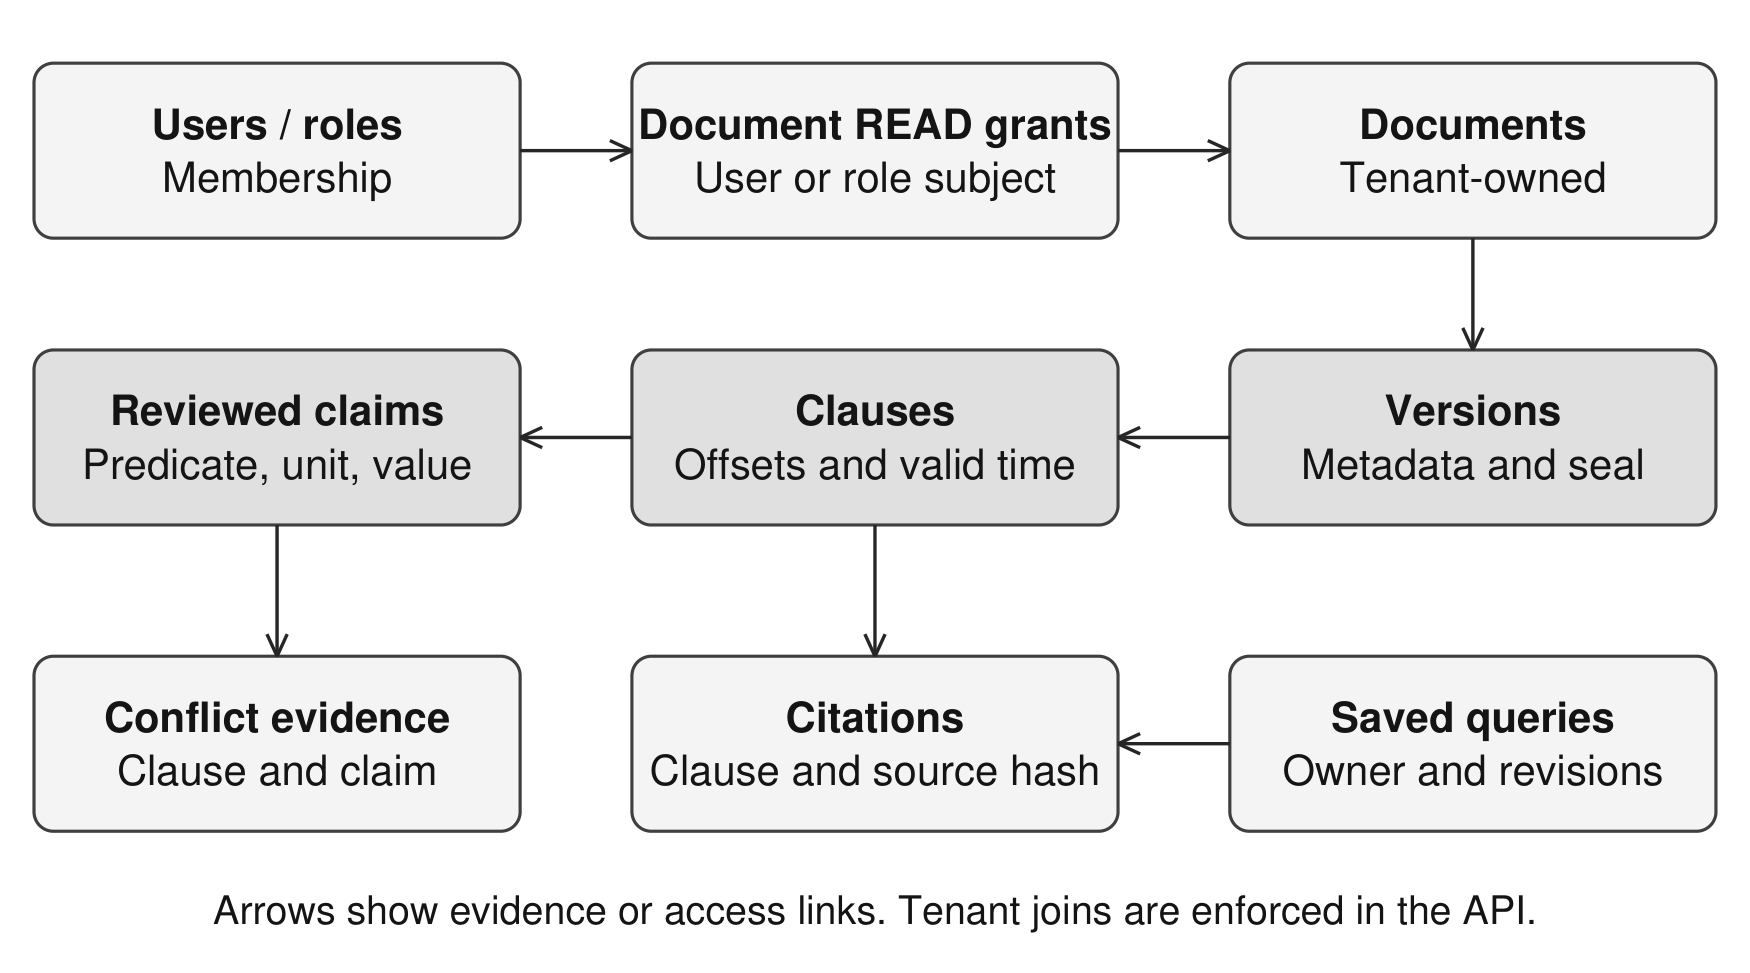 Users / roles
Membership
Document READ grants
User or role subject
Documents
Tenant-owned
Reviewed claims
Predicate, unit, value
Clauses
Offsets and valid time
Versions
Metadata and seal
Conflict evidence
Clause and claim
Citations
Clause and source hash
Saved queries
Owner and revisions
Arrows show evidence or access links. Tenant joins are enforced in the API.